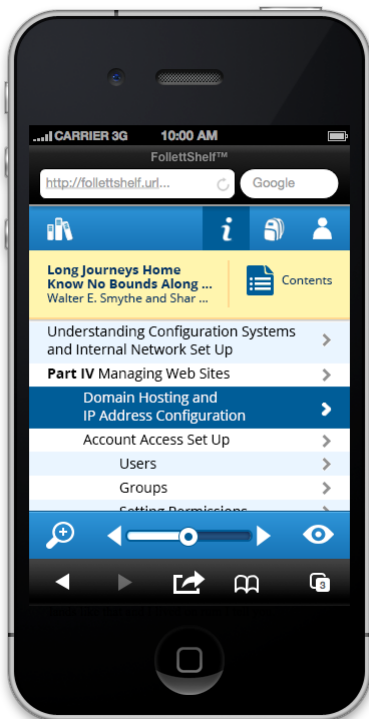 CARRIER 3G 10:00 AM
FollettShelf™
http://follettshelf.url... Google
Long Journeys Home
Know No Bounds Along ...
Walter E. Smythe and Shar ...
Contents
Understanding Configuration Systems
and Internal Network Set Up
Part IV Managing Web Sites
Domain Hosting and
IP Address Configuration
Account Access Set Up
Users
Groups
Setting Permissions
3